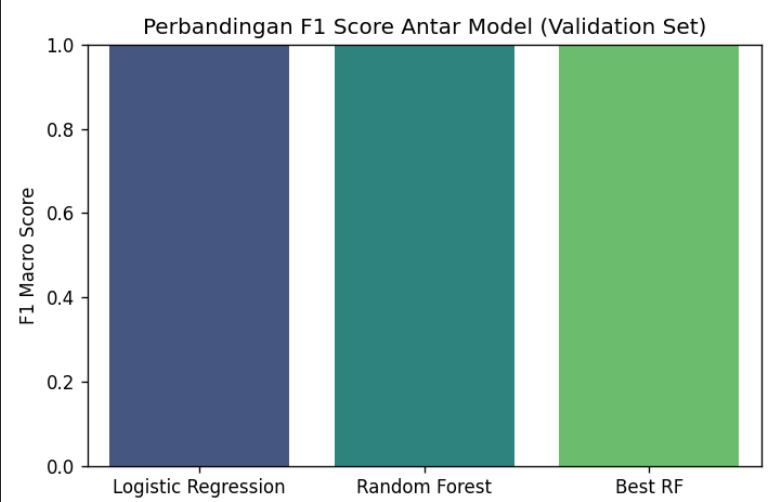 Perbandingan F1 Score Antar Model (Validation Set)
1.0
0.8
0.6
0.4
0.2
0.0
F1 Macro Score
Logistic Regression
Random Forest
Best RF